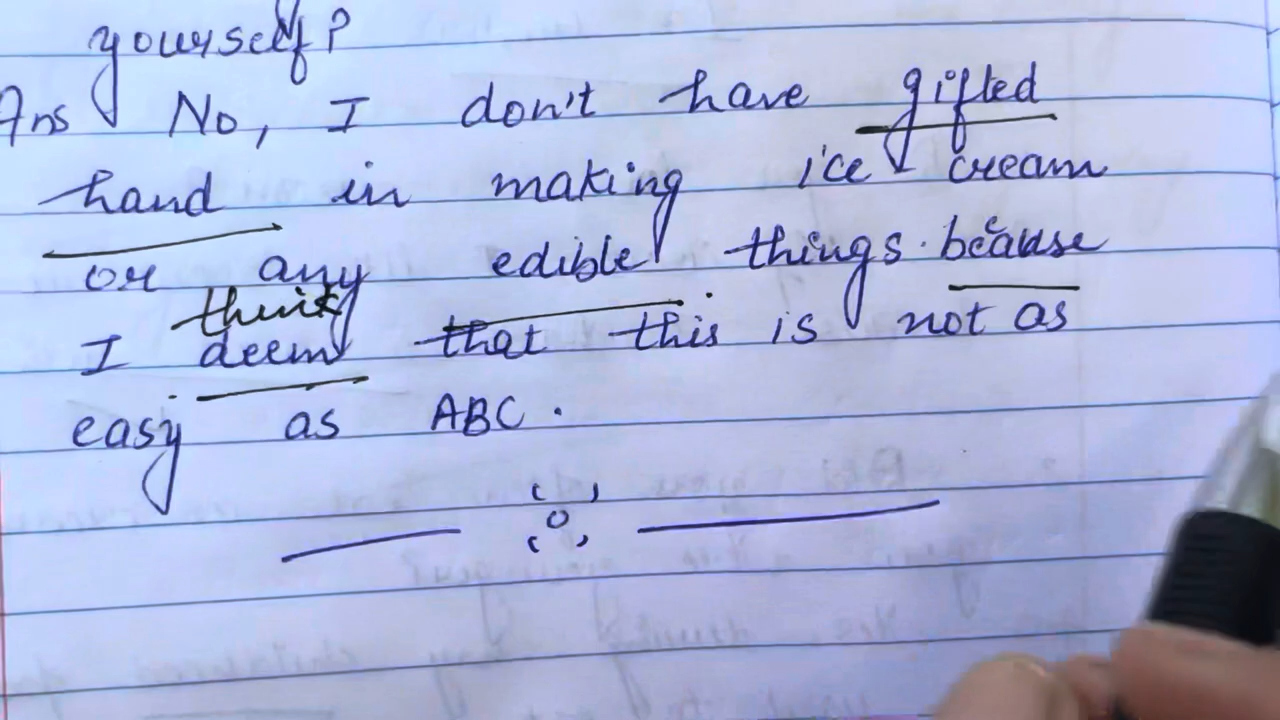 yourself?
Ans No, I don't have gifted
hand in making ice cream
or any edible things. because
think
I deem that this is not as
easy as ABC.